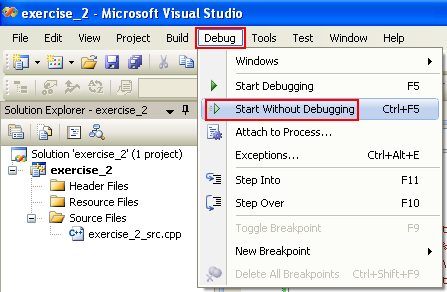 exercise_2 - Microsoft Visual Studio
File Edit View Project Build Debug Tools Test Window Help
Windows
Start Debugging F5
Start Without Debugging Ctrl+F5
Attach to Process...
Exceptions... Ctrl+Alt+E
Step Into F11
Step Over F10
Toggle Breakpoint F9
New Breakpoint
Delete All Breakpoints Ctrl+Shift+F9
Solution Explorer - exercise_2
Solution 'exercise_2' (1 project)
exercise_2
Header Files
Resource Files
Source Files
exercise_2_src.cpp